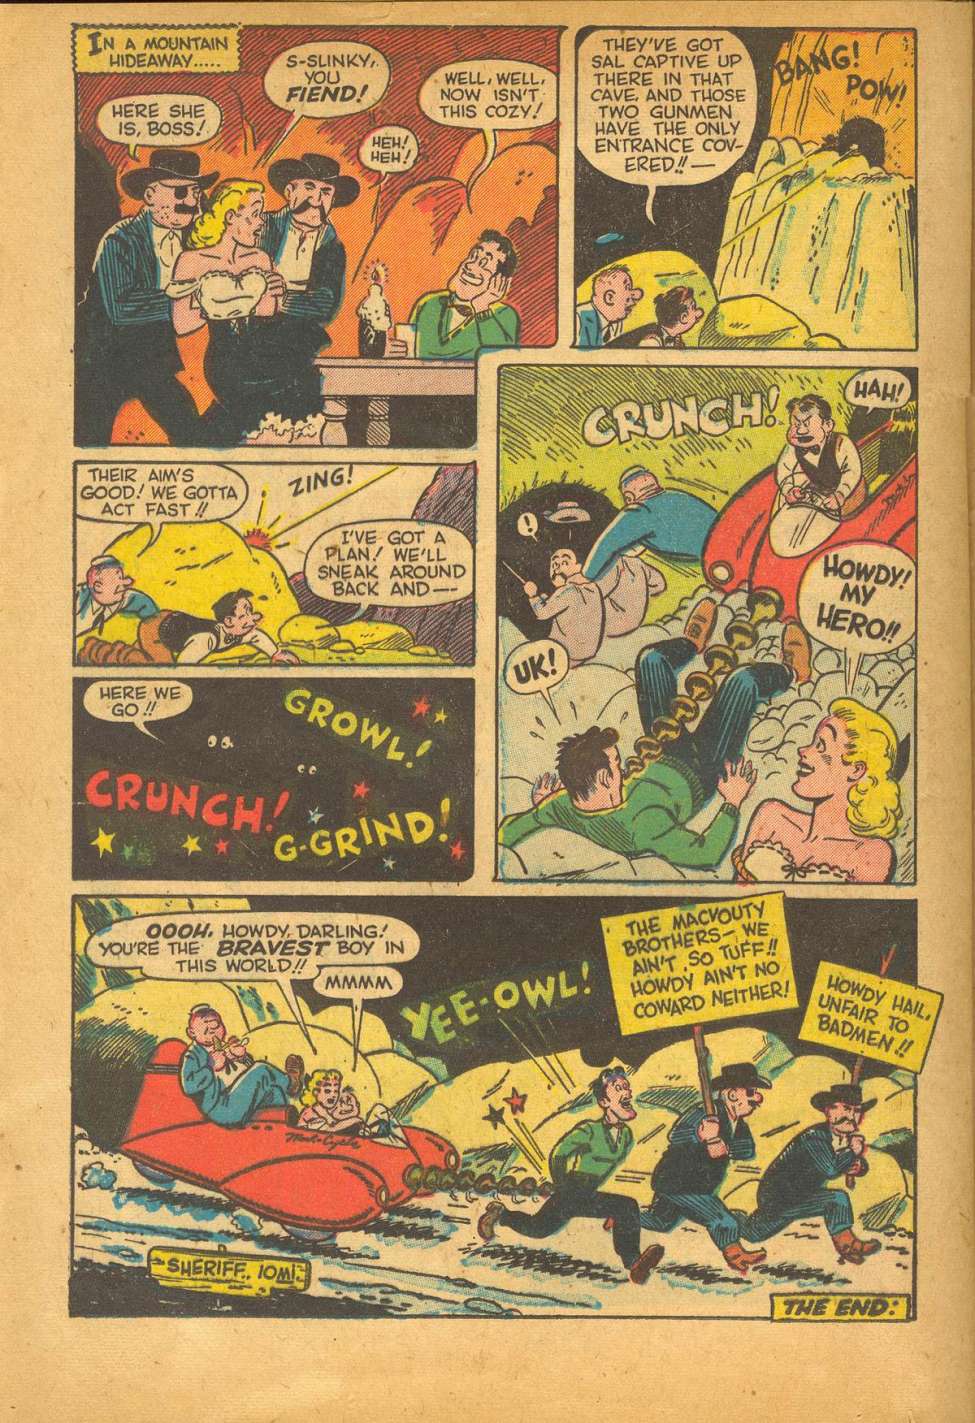 IN A MOUNTAIN
HIDEAWAY.....
HERE SHE
IS, BOSS!
S-SLINKY,
YOU
FIEND!
HEH!
HEH!
WELL, WELL,
NOW ISN'T
THIS COZY!
THEY'VE GOT
SAL CAPTIVE UP
THERE IN THAT
CAVE, AND THOSE
TWO GUNMEN
HAVE THE ONLY
ENTRANCE COV-
ERED!!—
BANG!
POW!
THEIR AIM'S
GOOD! WE GOTTA
ACT FAST!!
ZING!
I'VE GOT A
PLAN! WE'LL
SNEAK AROUND
BACK AND—-
HERE WE
GO!!
GROWL!
CRUNCH!
G-GRIND!
CRUNCH!
HAH!
!
HOWDY!
MY
HERO!!
UK!
OOOH, HOWDY, DARLING!
YOU'RE THE BRAVEST BOY IN
THIS WORLD!!
MMMM
YEE-OWL!
THE MACVOUTY
BROTHERS—WE
AIN'T SO TUFF!!
HOWDY AIN'T NO
COWARD NEITHER!
HOWDY HAIL,
UNFAIR TO
BADMEN!!
SHERIFF.. 10MI.
THE END: